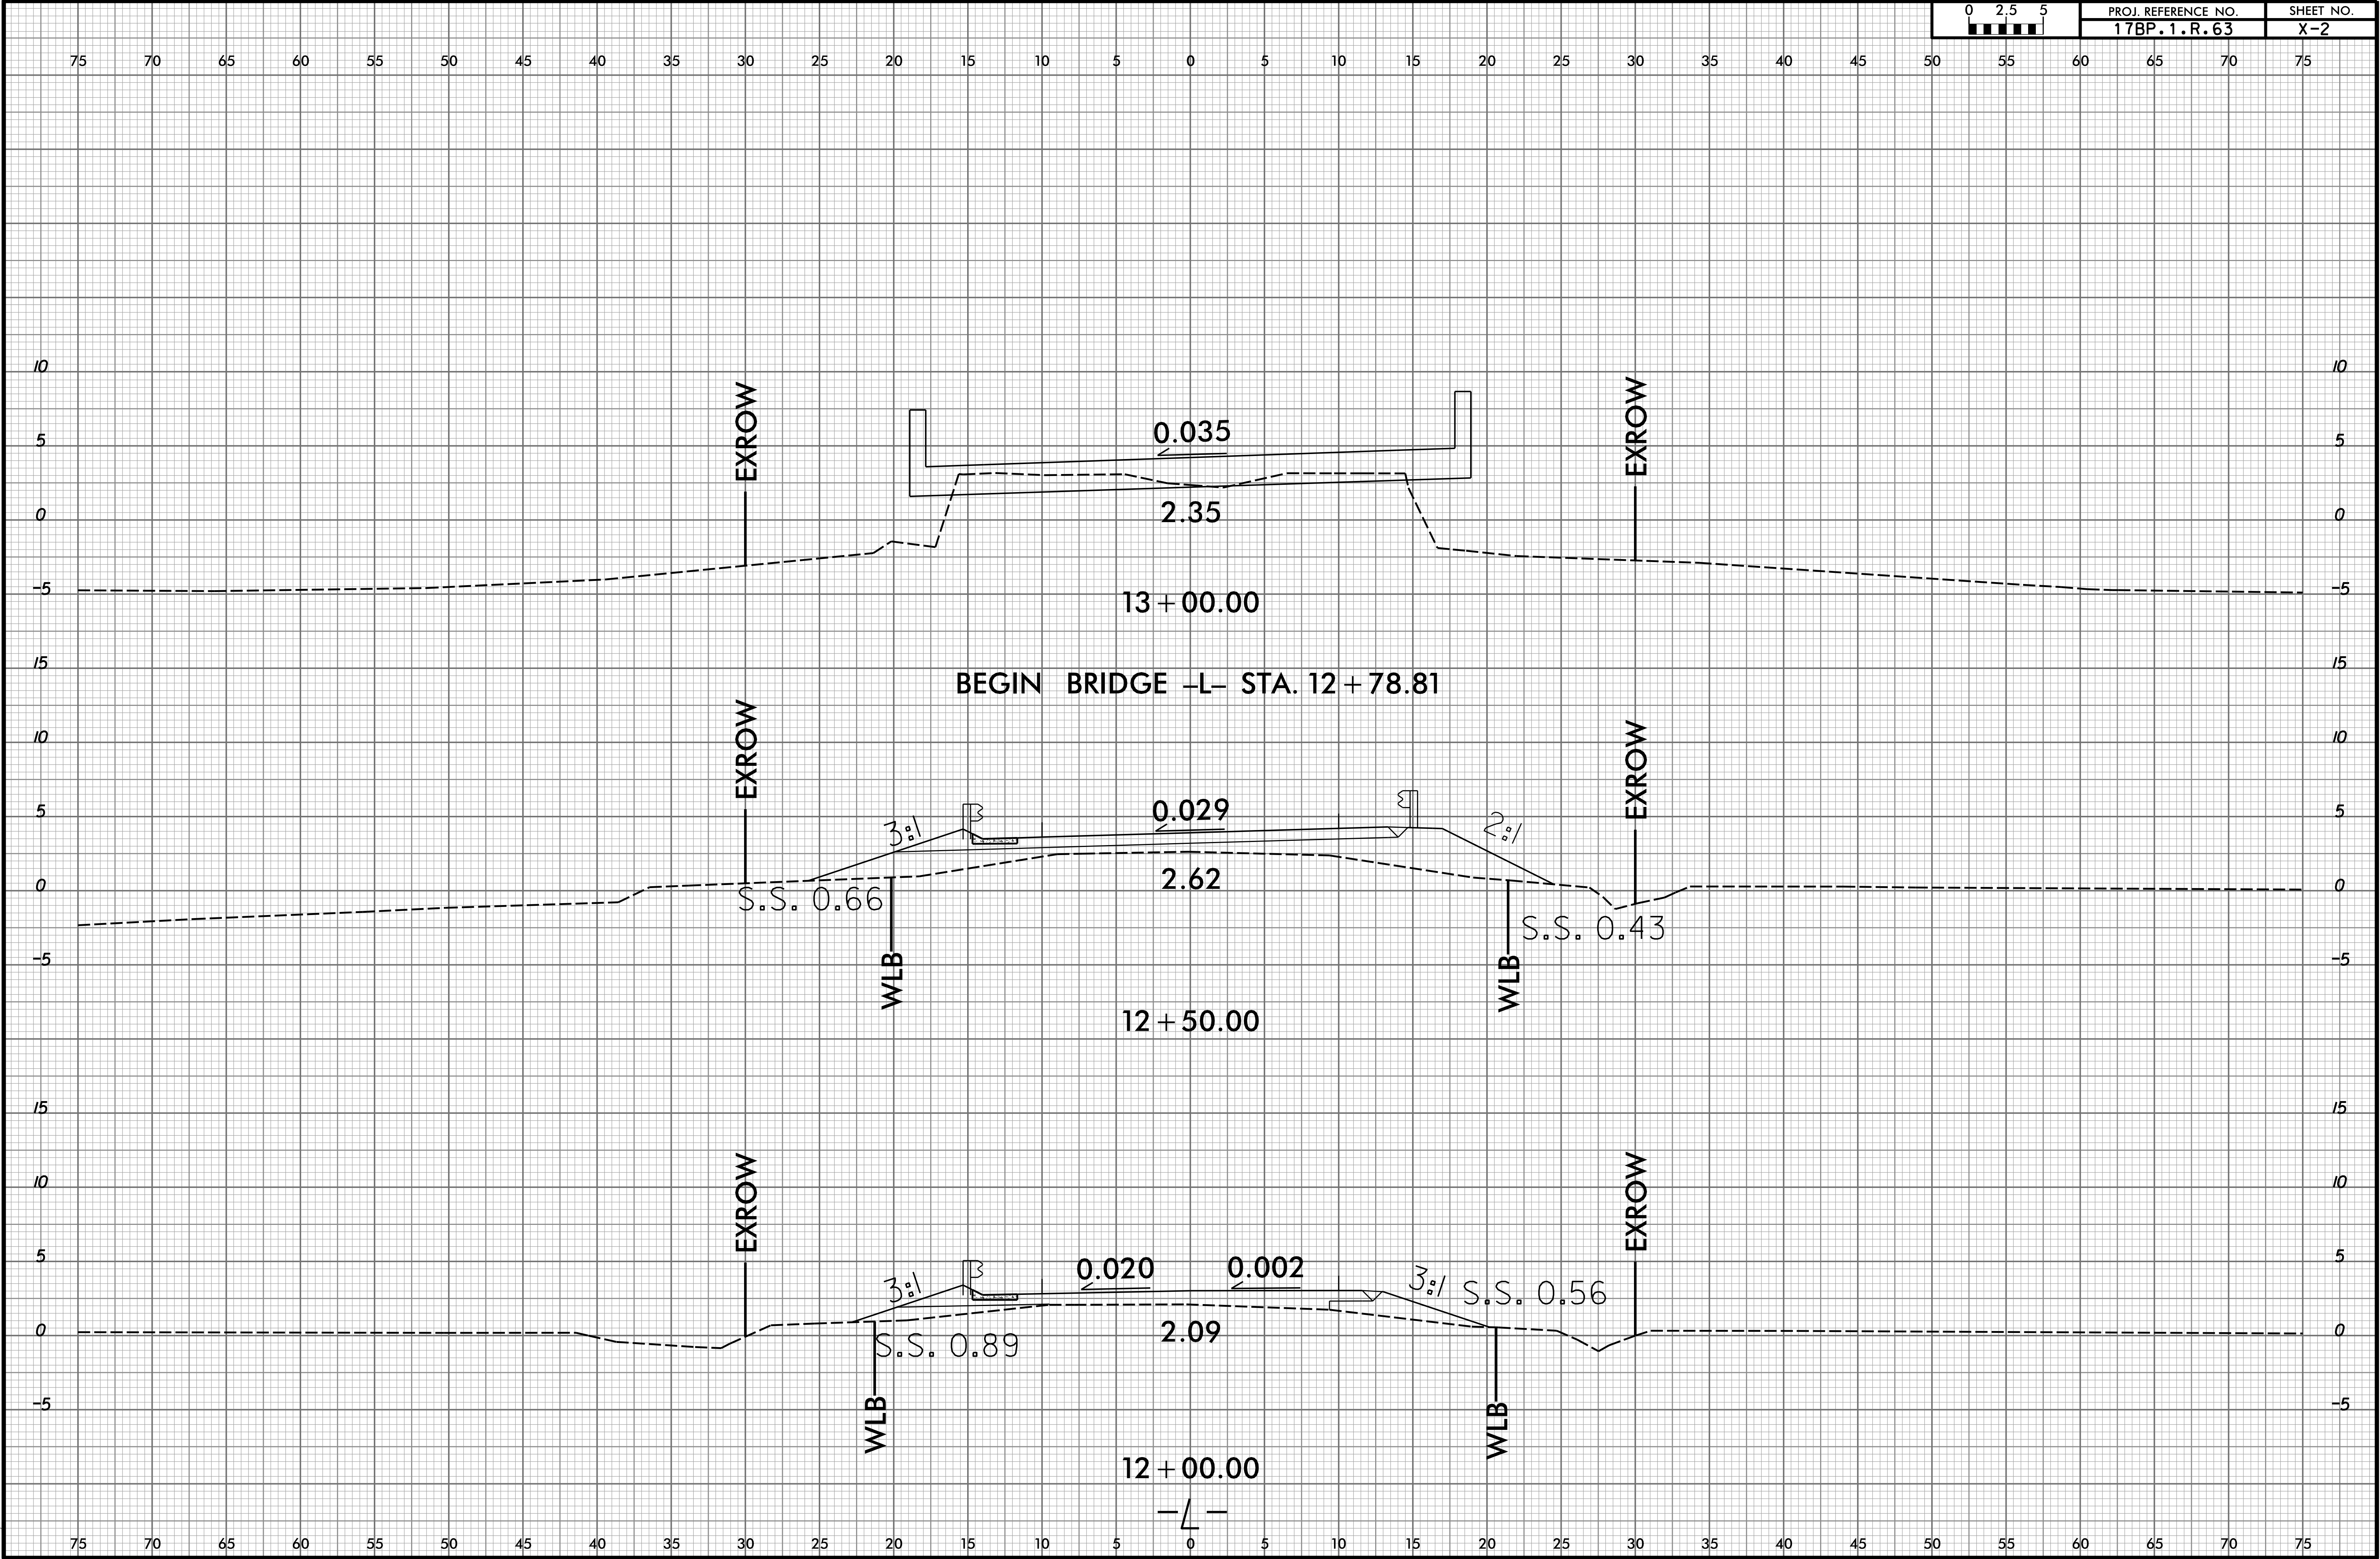 0 2.5 5
PROJ. REFERENCE NO. SHEET NO.
17BP.1.R.63 X-2
75 70 65 60 55 50 45 40 35 30 25 20 15 10 5 0 5 10 15 20 25 30 35 40 45 50 55 60 65 70 75
10 10
EXROW EXROW
5 0.035 5
0 2.35 0
-5 -5
13+00.00
15 15
BEGIN BRIDGE -L- STA. 12+78.81
EXROW EXROW
10 10
5 3:1 0.029 2:1 5
0 2.62 0
S.S. 0.66 S.S. 0.43
-5 WLB WLB -5
12+50.00
15 15
EXROW EXROW
10 10
5 5
3:1 0.020 0.002 3:1 S.S. 0.56
0 2.09 0
S.S. 0.89
-5 WLB WLB -5
12+00.00
-L-
75 70 65 60 55 50 45 40 35 30 25 20 15 10 5 0 5 10 15 20 25 30 35 40 45 50 55 60 65 70 75